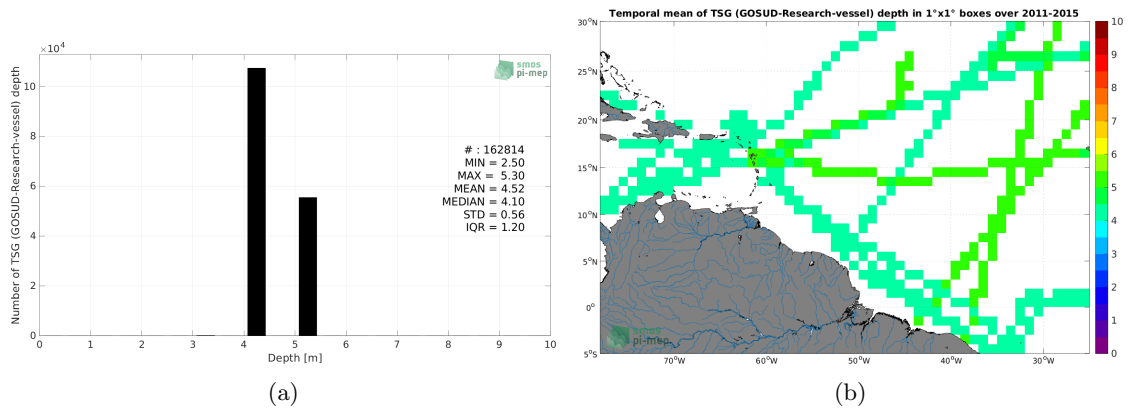 ×10⁴
10
8
6
4
2
0
Number of TSG (GOSUD-Research-vessel) depth
smos
pi-mep
# : 162814
MIN = 2.50
MAX = 5.30
MEAN = 4.52
MEDIAN = 4.10
STD = 0.56
IQR = 1.20
0 1 2 3 4 5 6 7 8 9 10
Depth [m]
(a)
Temporal mean of TSG (GOSUD-Research-vessel) depth in 1°x1° boxes over 2011-2015
30°N
25°N
20°N
15°N
10°N
5°N
0°
5°S
70°W 60°W 50°W 40°W 30°W
smos
pi-mep
10
9
8
7
6
5
4
3
2
1
0
(b)